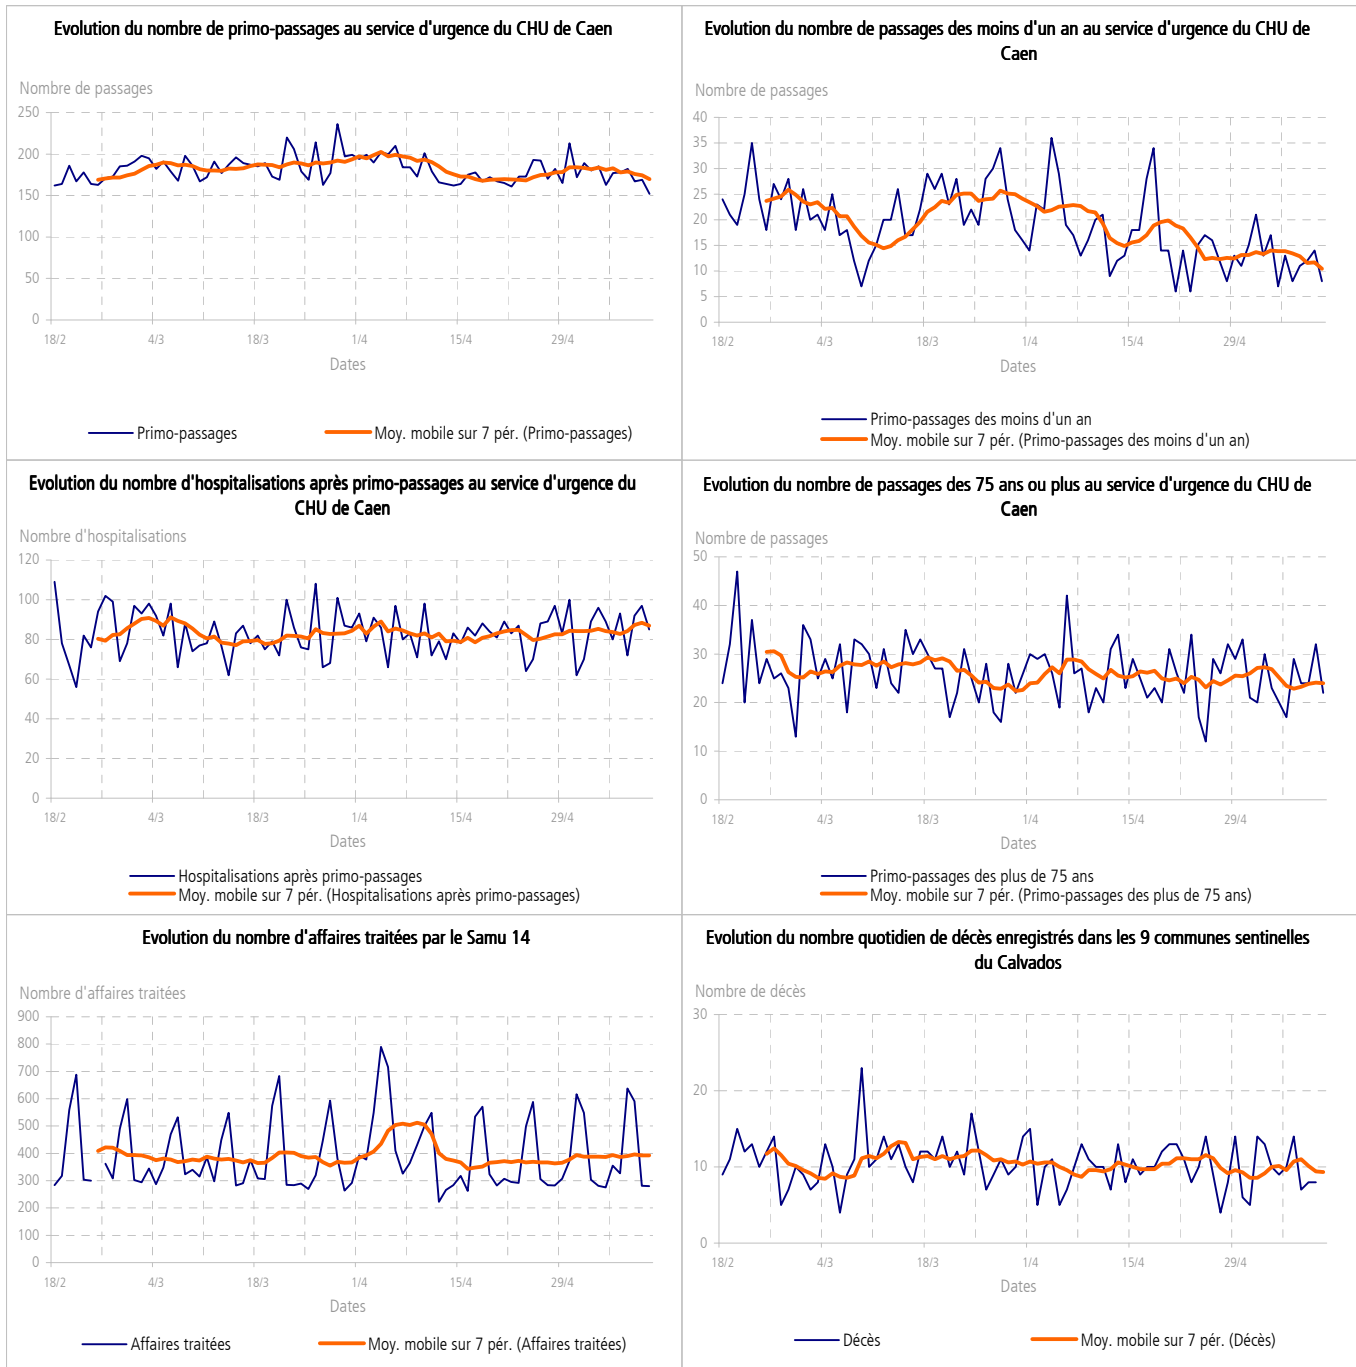 Evolution du nombre de primo-passages au service d'urgence du CHU de Caen
Nombre de passages
250
200
150
100
50
0
18/2 4/3 18/3 1/4 15/4 29/4
Dates
Primo-passages Moy. mobile sur 7 pér. (Primo-passages)
Evolution du nombre de passages des moins d'un an au service d'urgence du CHU de
Caen
Nombre de passages
40
35
30
25
20
15
10
5
0
18/2 4/3 18/3 1/4 15/4 29/4
Dates
Primo-passages des moins d'un an
Moy. mobile sur 7 pér. (Primo-passages des moins d'un an)
Evolution du nombre d'hospitalisations après primo-passages au service d'urgence du
CHU de Caen
Nombre d'hospitalisations
120
100
80
60
40
20
0
18/2 4/3 18/3 1/4 15/4 29/4
Dates
Hospitalisations après primo-passages
Moy. mobile sur 7 pér. (Hospitalisations après primo-passages)
Evolution du nombre de passages des 75 ans ou plus au service d'urgence du CHU de
Caen
Nombre de passages
50
40
30
20
10
0
18/2 4/3 18/3 1/4 15/4 29/4
Dates
Primo-passages des plus de 75 ans
Moy. mobile sur 7 pér. (Primo-passages des plus de 75 ans)
Evolution du nombre d'affaires traitées par le Samu 14
Nombre d'affaires traitées
900
800
700
600
500
400
300
200
100
0
18/2 4/3 18/3 1/4 15/4 29/4
Dates
Affaires traitées Moy. mobile sur 7 pér. (Affaires traitées)
Evolution du nombre quotidien de décès enregistrés dans les 9 communes sentinelles
du Calvados
Nombre de décès
30
20
10
0
18/2 4/3 18/3 1/4 15/4 29/4
Dates
Décès Moy. mobile sur 7 pér. (Décès)